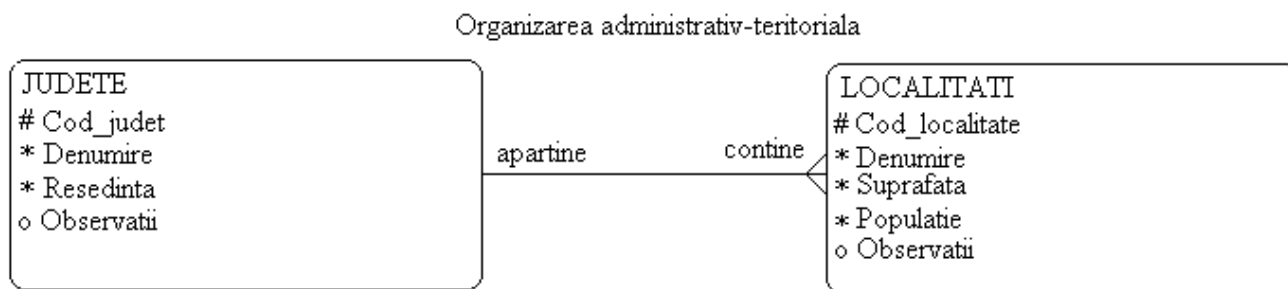 Organizarea administrativ-teritoriala
JUDETE
# Cod_judet
* Denumire
* Resedinta
o Observatii
apartine
contine
LOCALITATI
# Cod_localitate
* Denumire
* Suprafata
* Populatie
o Observatii